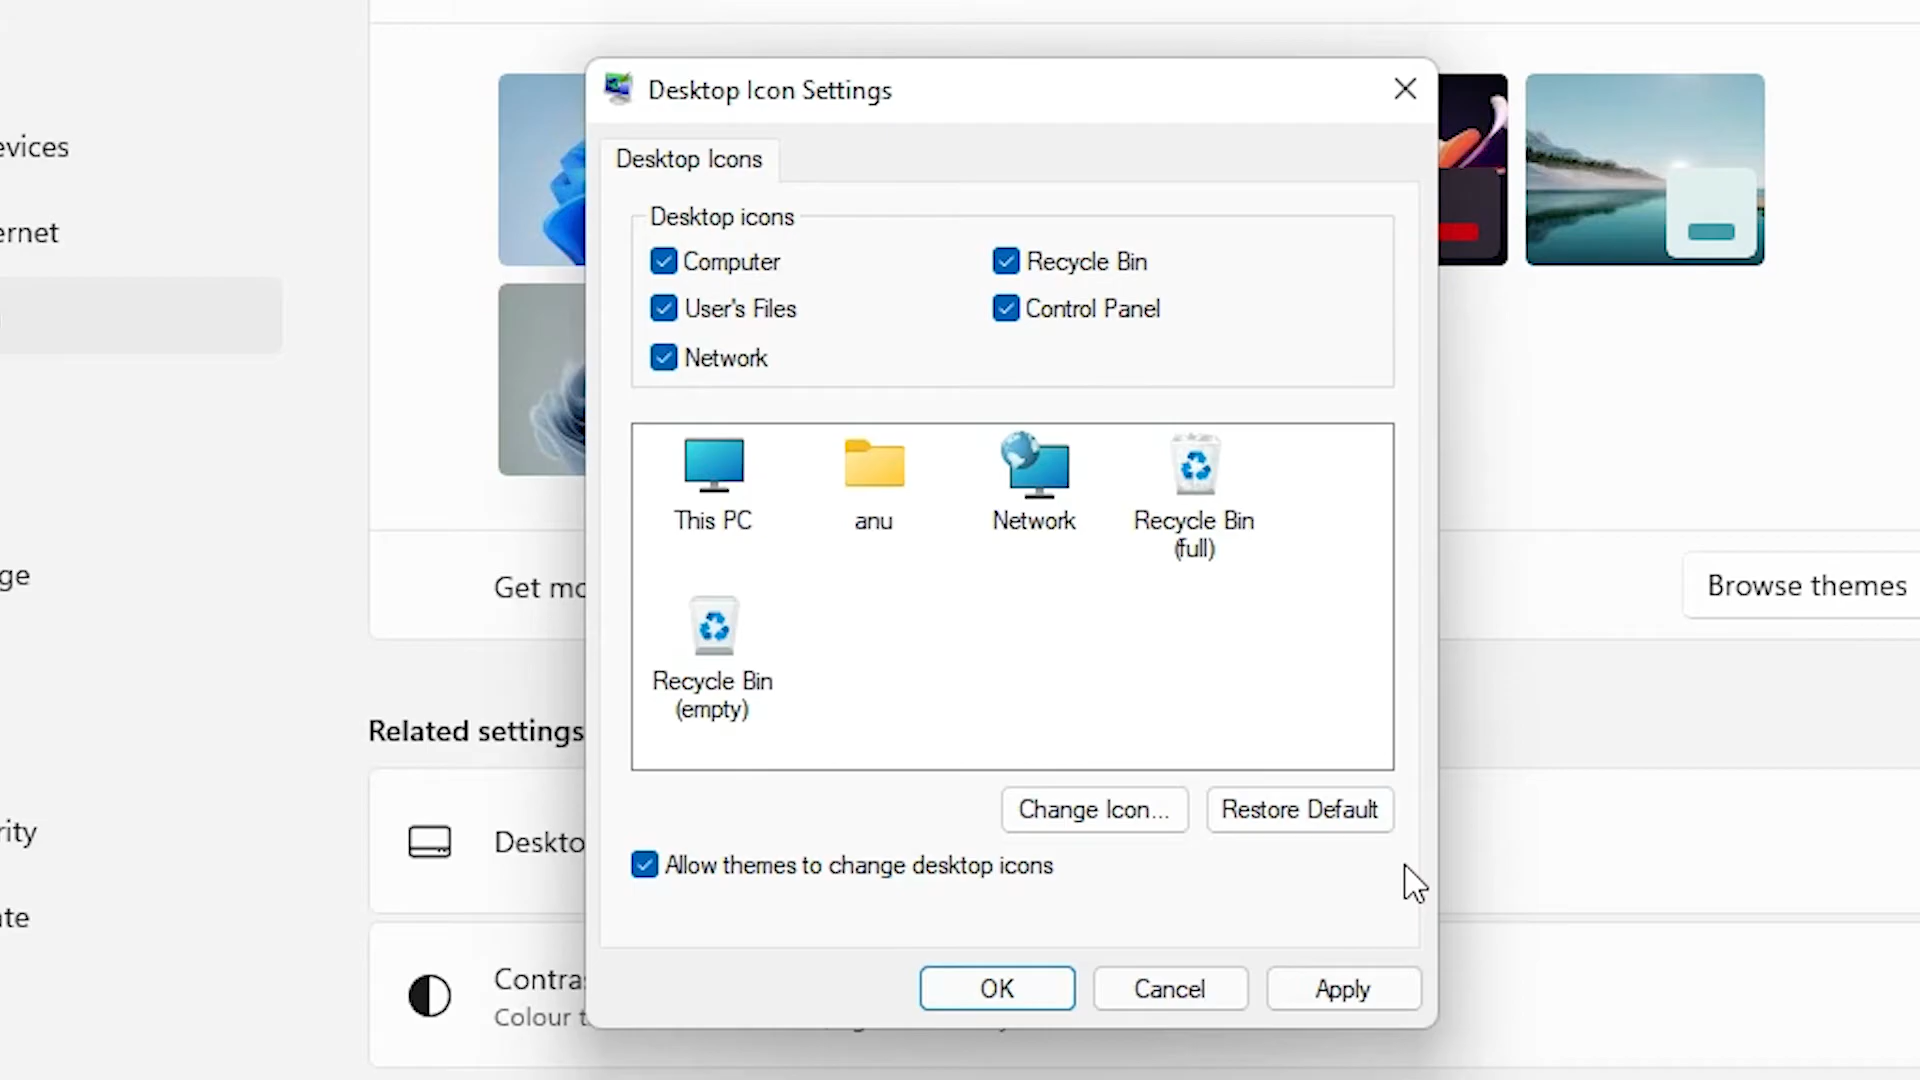 Desktop Icon Settings
evices
Desktop Icons
Desktop icons
ernet
Computer
Recycle Bin
User's Files
Control Panel
Network
This PC
anu
Network
Recycle Bin
(full)
ge
Get mo
Browse themes
Recycle Bin
(empty)
Related settings
Change Icon...
Restore Default
rity
Deskto
Allow themes to change desktop icons
ate
Contras
Colour t
OK
Cancel
Apply